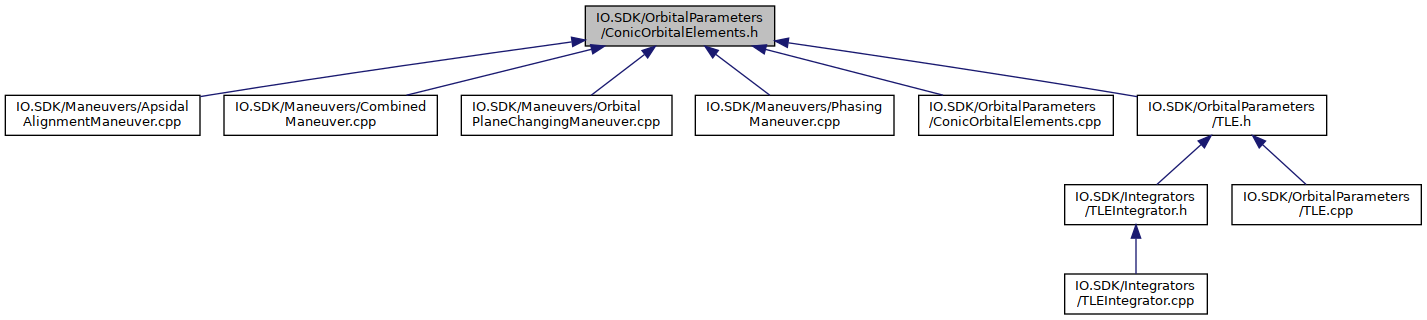 IO.SDK/OrbitalParameters
/ConicOrbitalElements.h
IO.SDK/Maneuvers/Apsidal
AlignmentManeuver.cpp
IO.SDK/Maneuvers/Combined
Maneuver.cpp
IO.SDK/Maneuvers/Orbital
PlaneChangingManeuver.cpp
IO.SDK/Maneuvers/Phasing
Maneuver.cpp
IO.SDK/OrbitalParameters
/ConicOrbitalElements.cpp
IO.SDK/OrbitalParameters
/TLE.h
IO.SDK/Integrators
/TLEIntegrator.h
IO.SDK/OrbitalParameters
/TLE.cpp
IO.SDK/Integrators
/TLEIntegrator.cpp